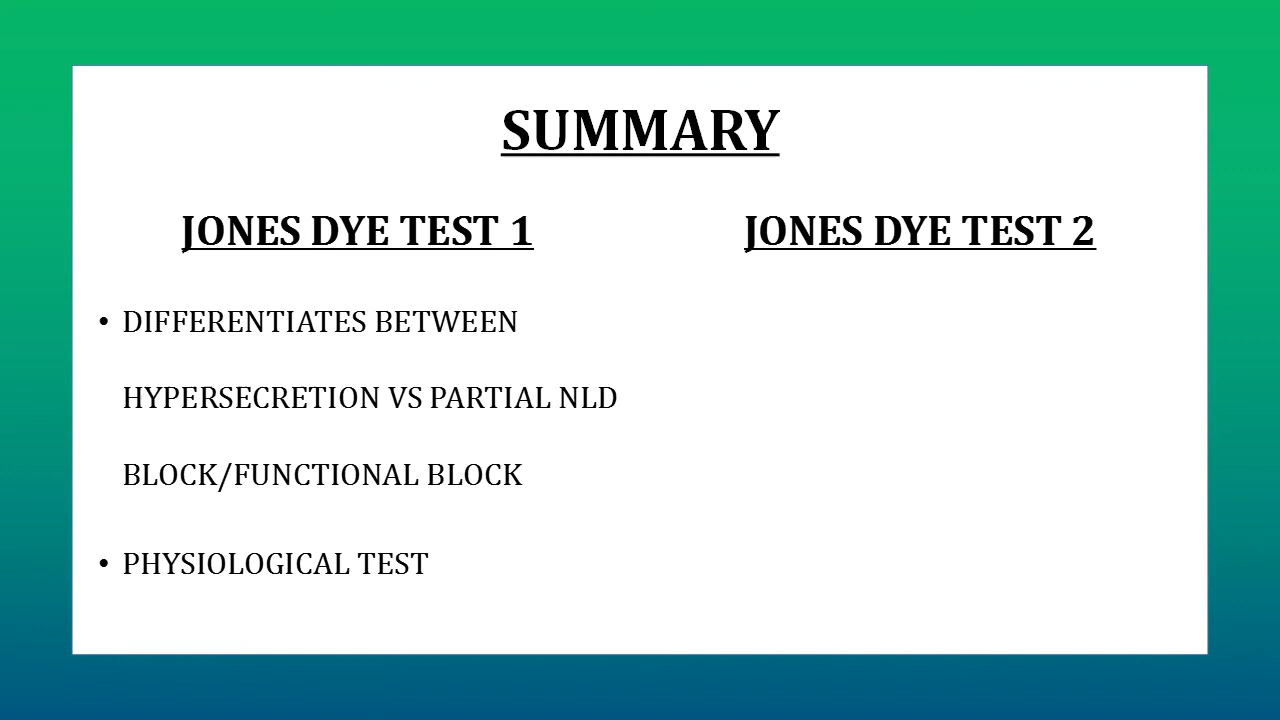 SUMMARY
JONES DYE TEST 1
JONES DYE TEST 2
• DIFFERENTIATES BETWEEN
HYPERSECRETION VS PARTIAL NLD
BLOCK/FUNCTIONAL BLOCK
• PHYSIOLOGICAL TEST